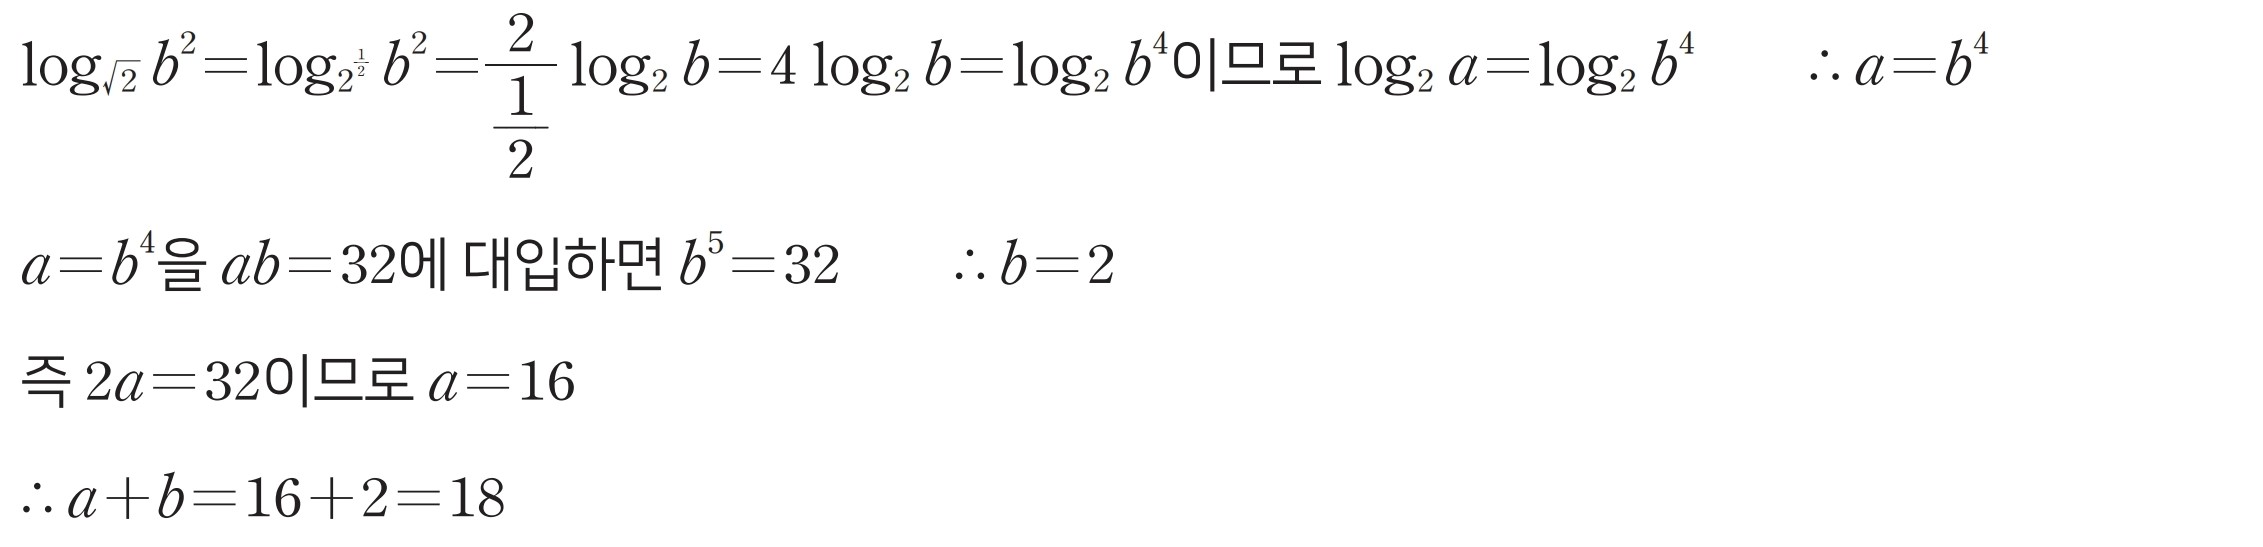 $\log_{\sqrt{2}} b^2=\log_{2^{\frac{1}{2}}} b^2=\frac{2}{\frac{1}{2}}\log_2 b=4\log_2 b=\log_2 b^4$이므로 $\log_2 a=\log_2 b^4$ $\therefore a=b^4$
$a=b^4$을 $ab=32$에 대입하면 $b^5=32$ $\therefore b=2$
즉 $2a=32$이므로 $a=16$
$\therefore a+b=16+2=18$